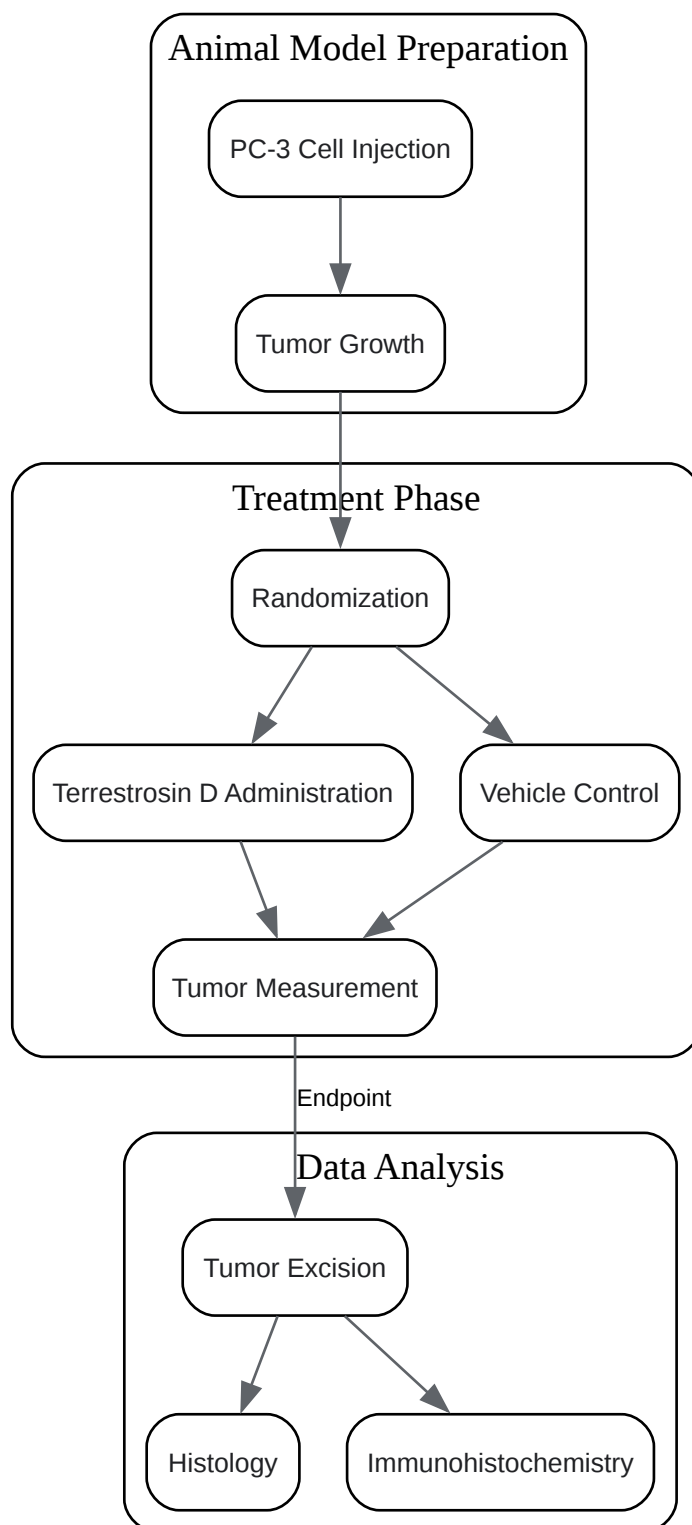 Animal Model Preparation
PC-3 Cell Injection
Tumor Growth
Treatment Phase
Randomization
Terrestrosin D Administration
Vehicle Control
Tumor Measurement
Endpoint
Data Analysis
Tumor Excision
Histology
Immunohistochemistry